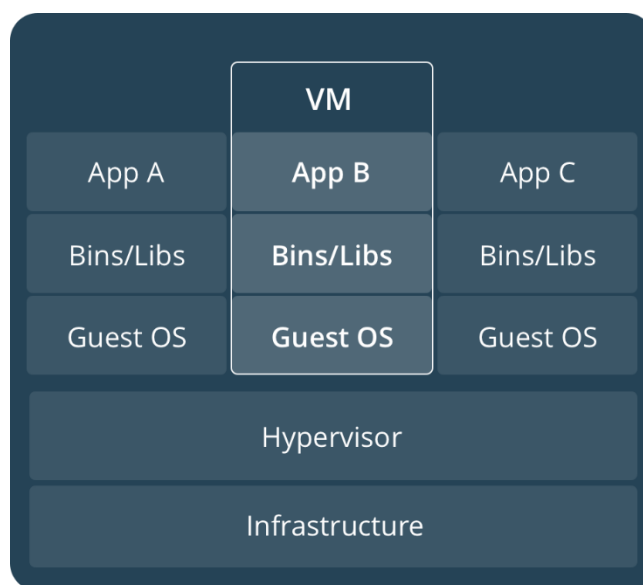 VM
App A App B App C
Bins/Libs Bins/Libs Bins/Libs
Guest OS Guest OS Guest OS
Hypervisor
Infrastructure